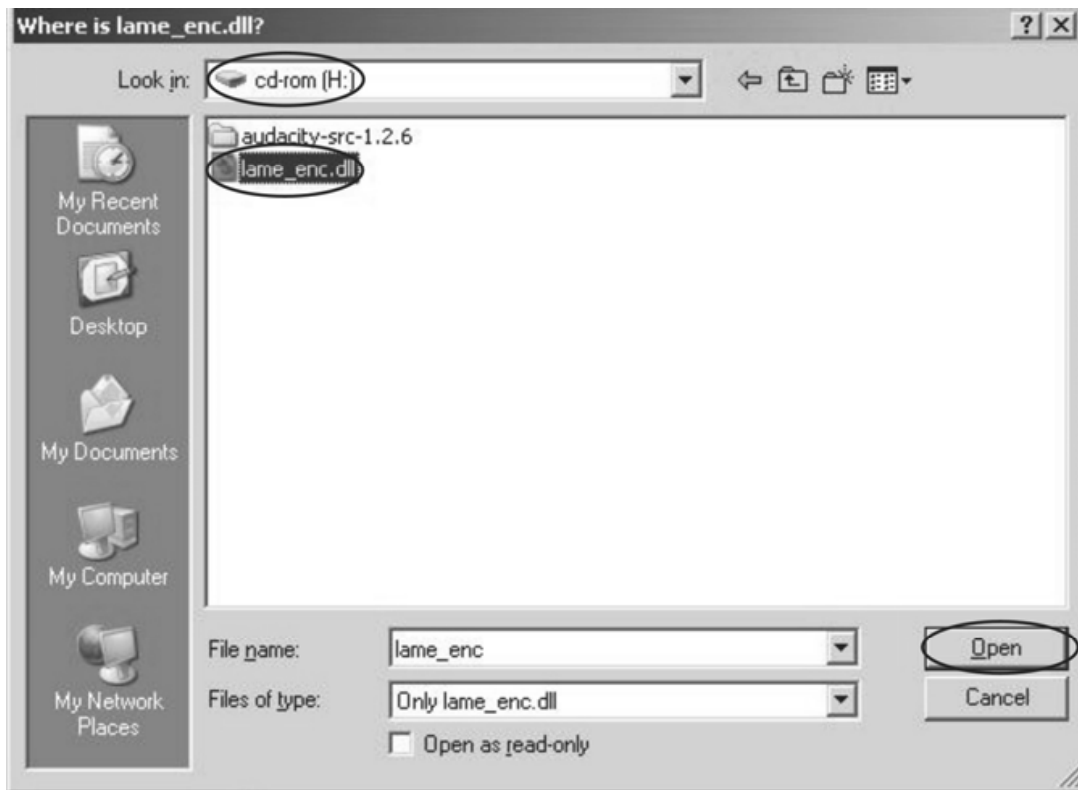 Where is lame_enc.dll?
Look in:
cd-rom (H:)
audacity-src-1.2.6
lame_enc.dll
My Recent
Documents
Desktop
My Documents
My Computer
My Network
Places
File name:
lame_enc
Open
Files of type:
Only lame_enc.dll
Cancel
Open as read-only